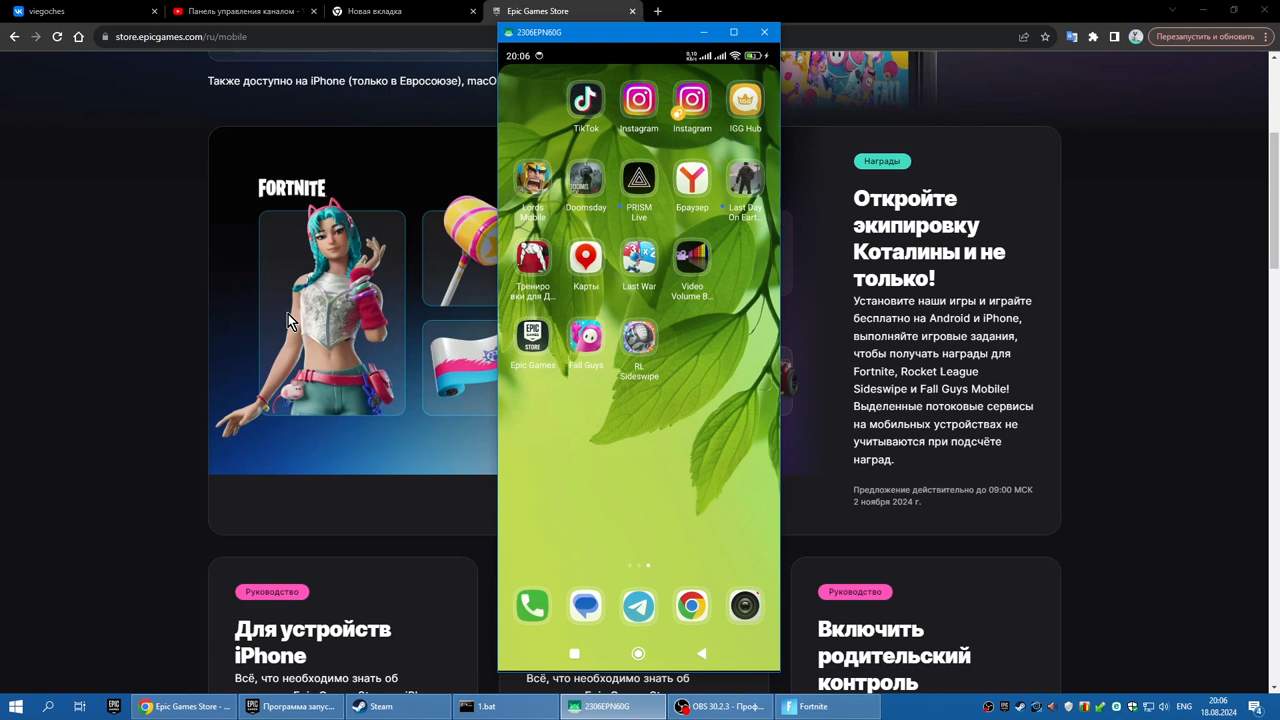 viegoches
Панель управления каналом - Y
Новая вкладка
Epic Games Store
store.epicgames.com/ru/mobile
Перезапустить и обновить
2306EPN60G
20:06
0,10
КБ/с
Также доступно на iPhone (только в Евросоюзе), macO
FORTNITE
TikTok
Instagram
Instagram
IGG Hub
Lords
Mobile
Doomsday
PRISM
Live
Браузер
Last Day
On Eart...
Трениро
вки для Д...
Карты
Last War
Video
Volume B...
Epic Games
Fall Guys
RL
Sideswipe
Награды
Откройте
экипировку
Коталины и не
только!
Установите наши игры и играйте
бесплатно на Android и iPhone,
выполняйте игровые задания,
чтобы получать награды для
Fortnite, Rocket League
Sideswipe и Fall Guys Mobile!
Выделенные потоковые сервисы
на мобильных устройствах не
учитываются при подсчёте
наград.
Предложение действительно до 09:00 МСК
2 ноября 2024 г.
Руководство
Для устройств
iPhone
Всё, что необходимо знать об
Всё, что необходимо знать об
Руководство
Включить
родительский
контроль
Epic Games Store - ...
Программа запус...
Steam
1.bat
2306EPN60G
OBS 30.2.3 - Проф...
Fortnite
ENG
20:06
18.08.2024